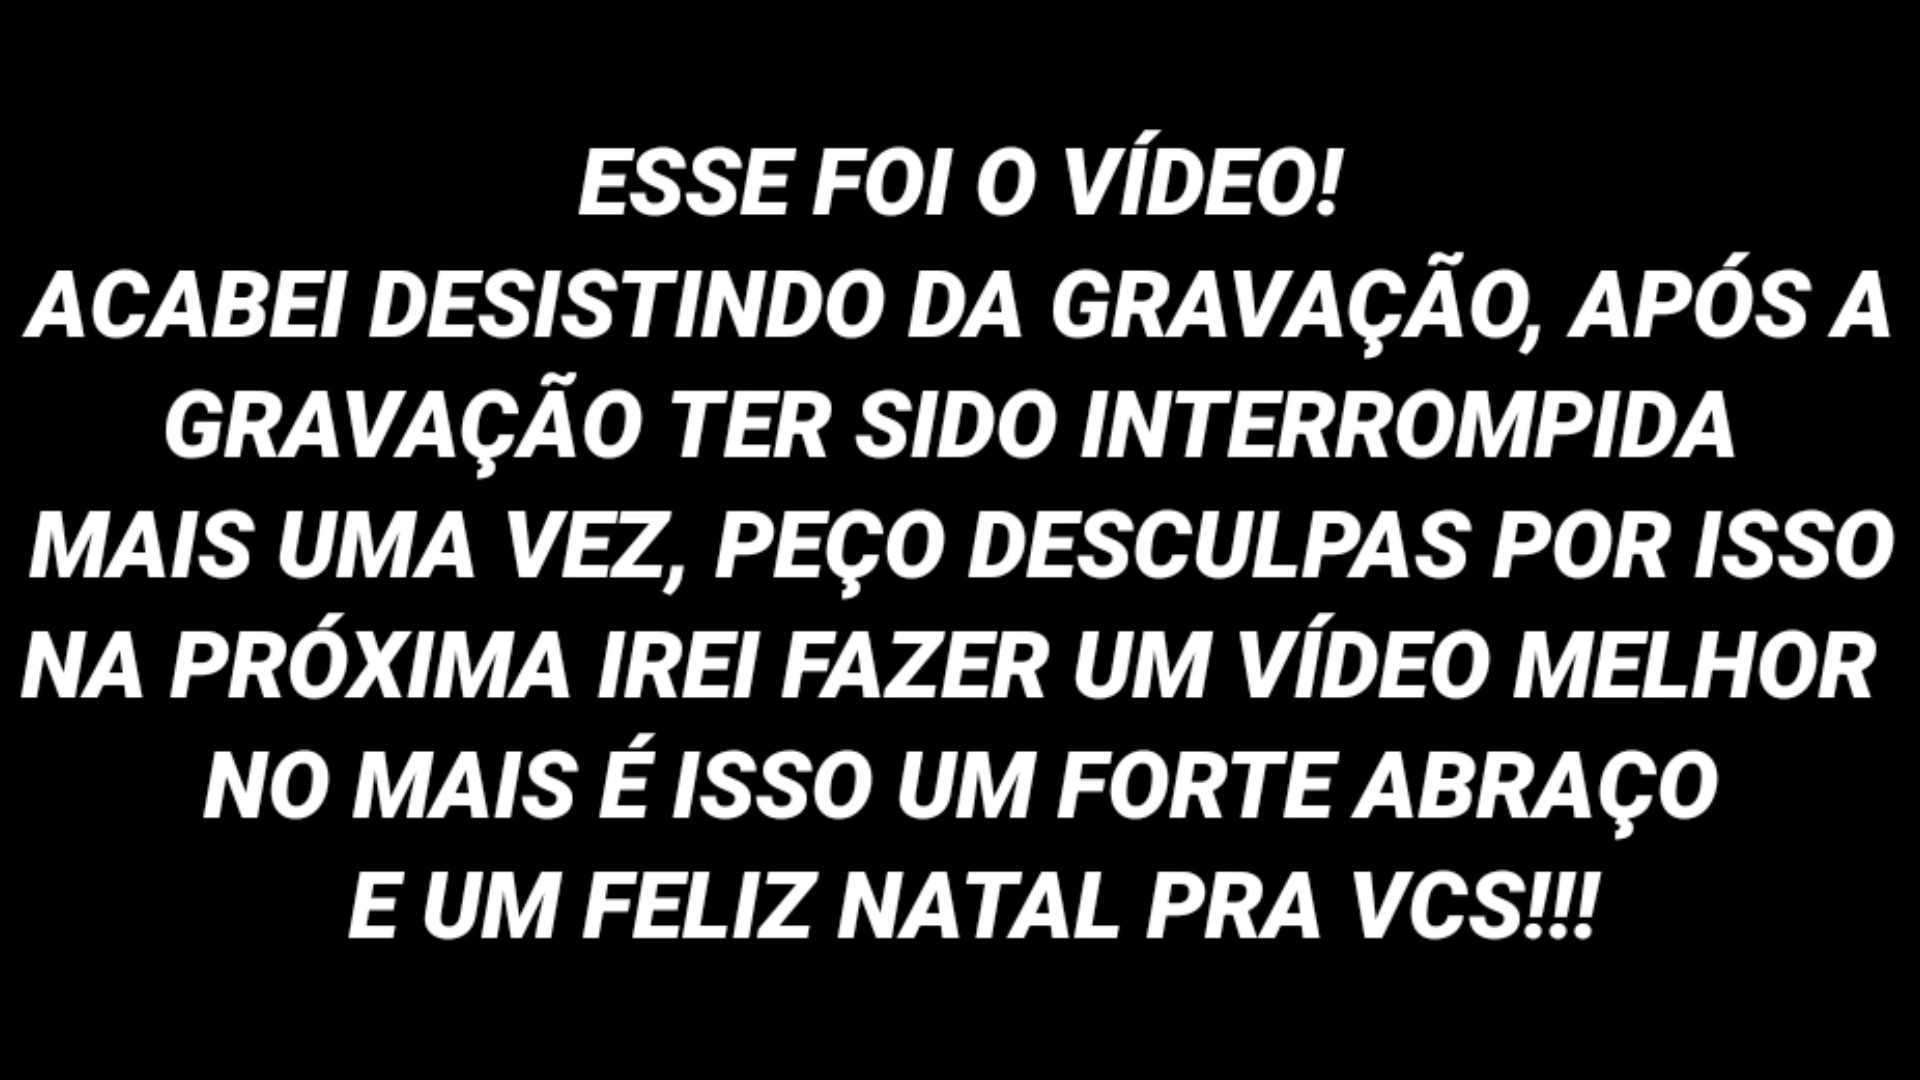 ESSE FOI O VÍDEO!
ACABEI DESISTINDO DA GRAVAÇÃO, APÓS A
GRAVAÇÃO TER SIDO INTERROMPIDA
MAIS UMA VEZ, PEÇO DESCULPAS POR ISSO
NA PRÓXIMA IREI FAZER UM VÍDEO MELHOR
NO MAIS É ISSO UM FORTE ABRAÇO
E UM FELIZ NATAL PRA VCS!!!